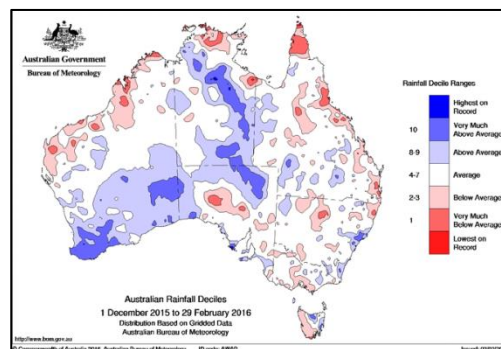 Australian Government
Bureau of Meteorology
Rainfall Decile Ranges
Highest on
Record
10
Very Much
Above Average
8-9
Above Average
4-7
Average
2-3
Below Average
1
Very Much
Below Average
Lowest on
Record
Australian Rainfall Deciles
1 December 2015 to 29 February 2016
Distribution Based on Gridded Data
Australian Bureau of Meteorology
http://www.bom.gov.au